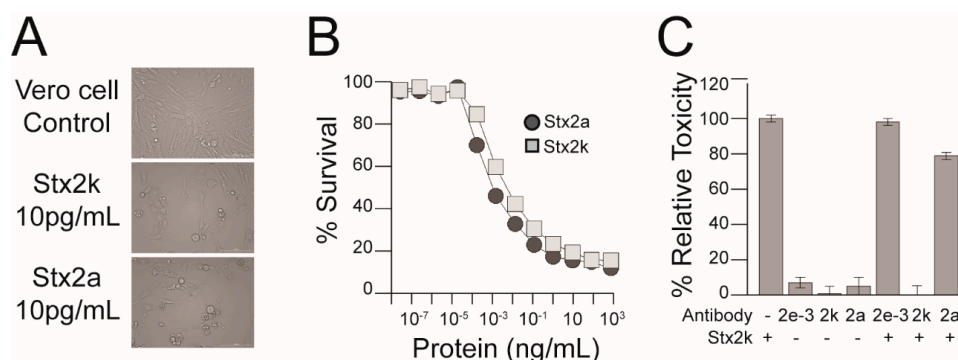 A
Vero cell
Control
Stx2k
10pg/mL
Stx2a
10pg/mL
B
% Survival
100
80
60
40
20
0
Stx2a
Stx2k
10-7 10-5 10-3 10-1 10 103
Protein (ng/mL)
C
% Relative Toxicity
120
100
80
60
40
20
0
Antibody - 2e-3 2k 2a 2e-3 2k 2a
Stx2k + - - - + + +